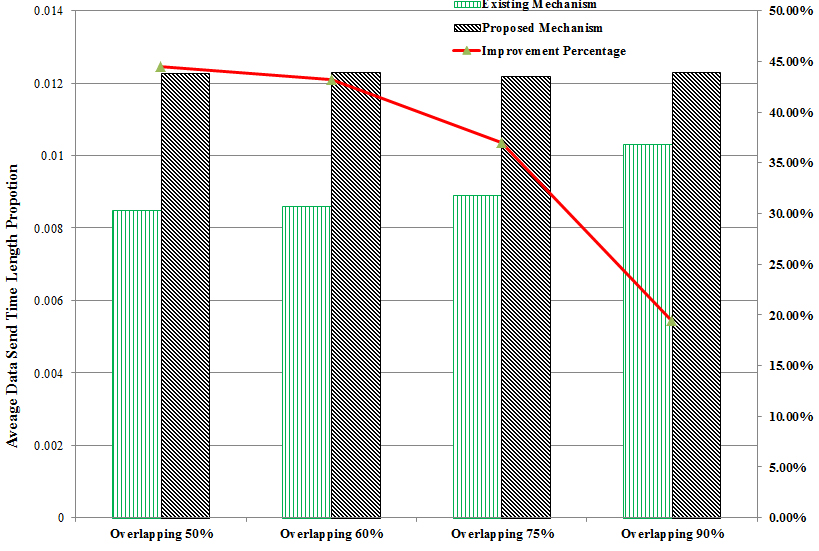 Existing Mechanism
Proposed Mechanism
Improvement Percentage
Aveage Data Send Time Length Propotion
0.014
0.012
0.01
0.008
0.006
0.004
0.002
0
50.00%
45.00%
40.00%
35.00%
30.00%
25.00%
20.00%
15.00%
10.00%
5.00%
0.00%
Overlapping 50%
Overlapping 60%
Overlapping 75%
Overlapping 90%